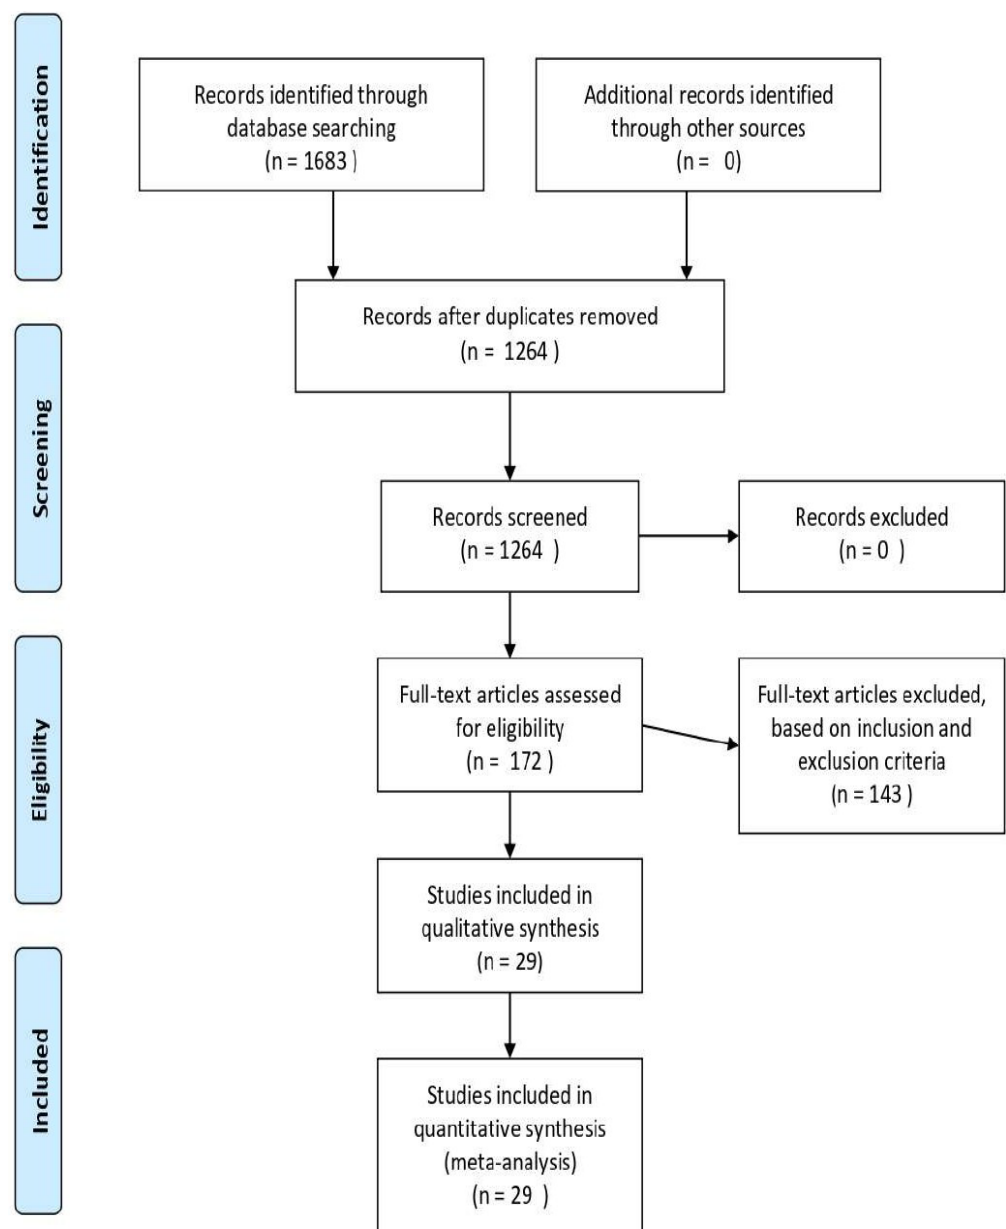 Identification
Records identified through
database searching
(n = 1683 )
Additional records identified
through other sources
(n =   0)
Records after duplicates removed
(n =  1264 )
Screening
Records screened
(n = 1264  )
Records excluded
(n = 0  )
Eligibility
Full-text articles assessed
for eligibility
(n =  172 )
Full-text articles excluded,
based on inclusion and
exclusion criteria
(n = 143 )
Studies included in
qualitative synthesis
(n = 29)
Included
Studies included in
quantitative synthesis
(meta-analysis)
(n = 29  )